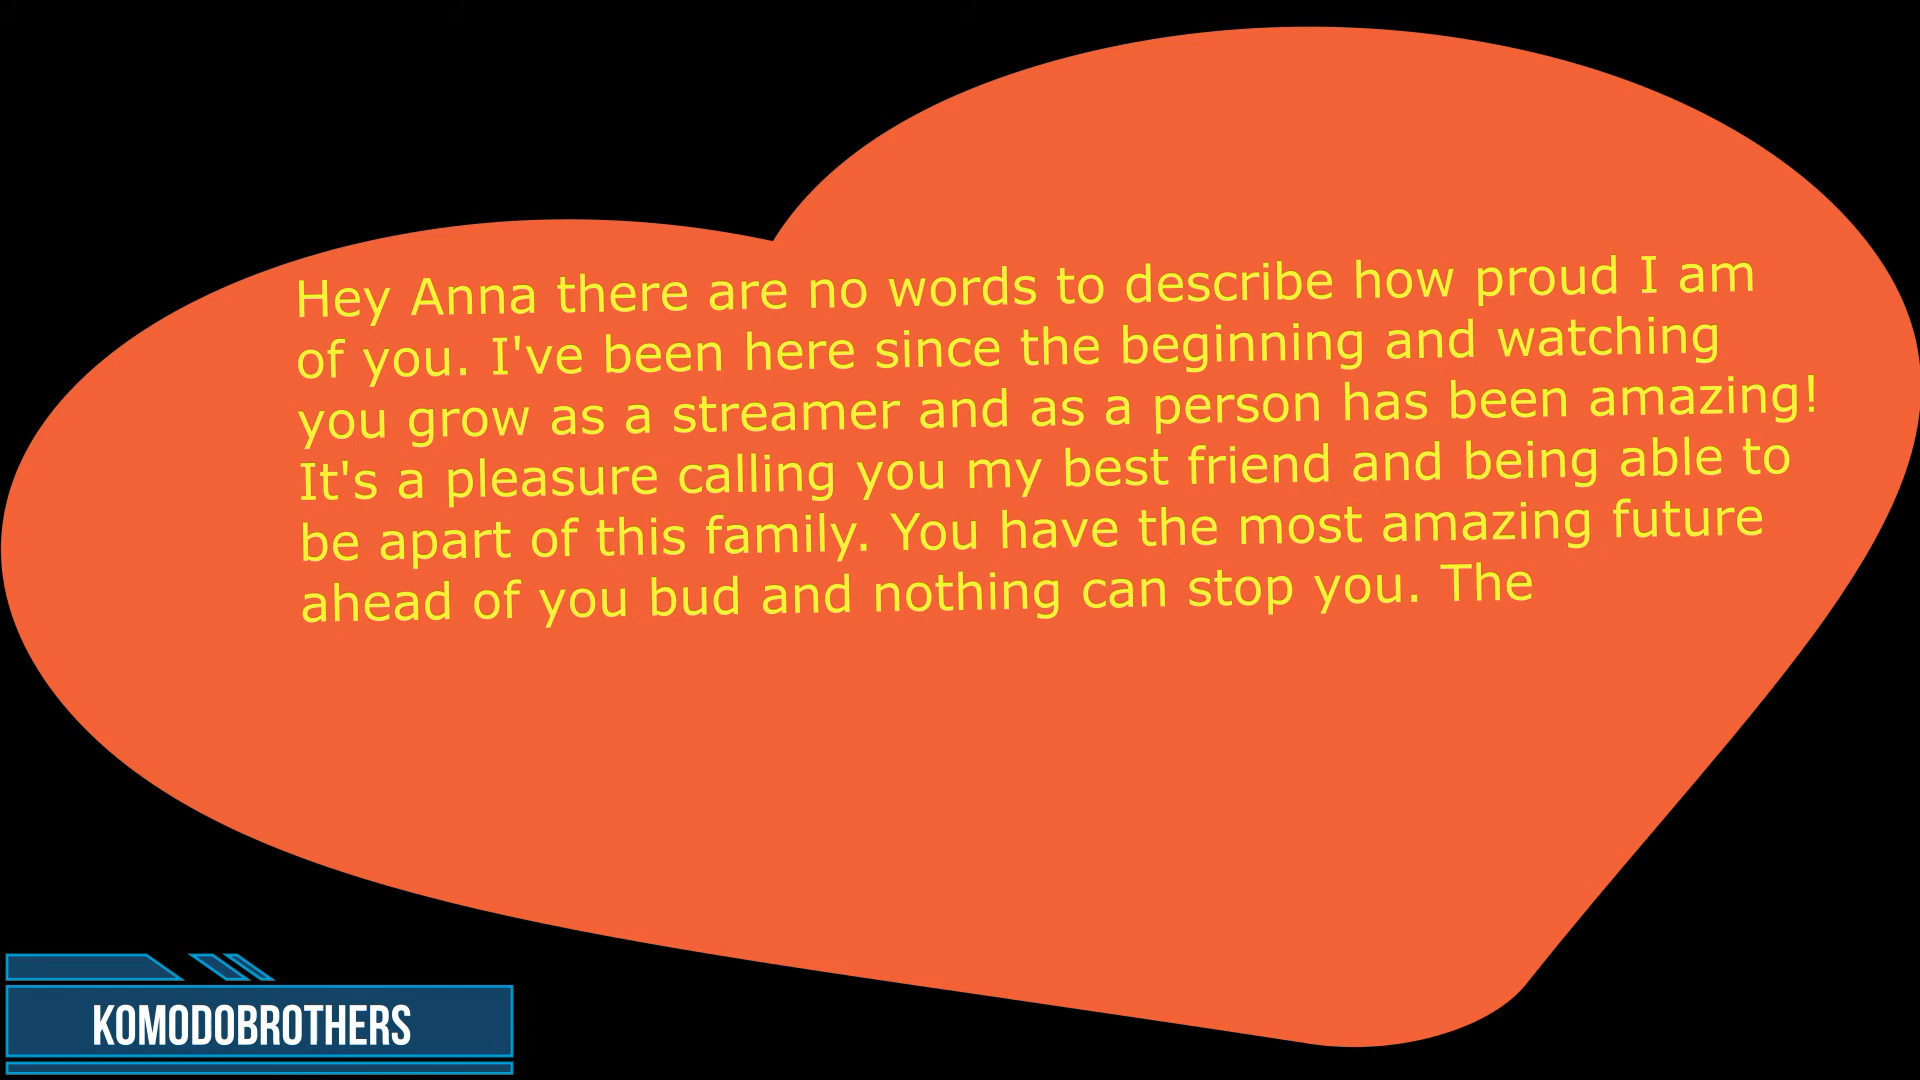 Hey Anna there are no words to describe how proud I am
of you. I've been here since the beginning and watching
you grow as a streamer and as a person has been amazing!
It's a pleasure calling you my best friend and being able to
be apart of this family. You have the most amazing future
ahead of you bud and nothing can stop you. The
KOMODOBROTHERS